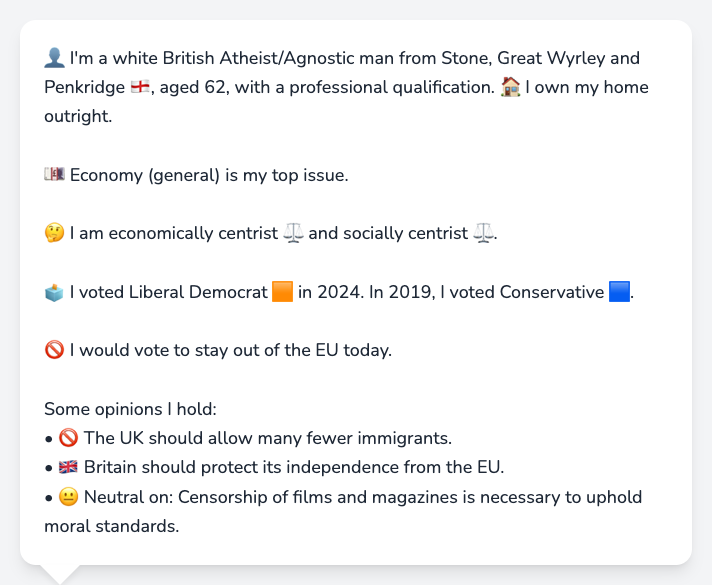 👤 I'm a white British Atheist/Agnostic man from Stone, Great Wyrley and
Penkridge 🏴󠁧󠁢󠁥󠁮󠁧󠁿, aged 62, with a professional qualification. 🏠 I own my home
outright.
💷 Economy (general) is my top issue.
🤔 I am economically centrist ⚖️ and socially centrist ⚖️.
🗳️ I voted Liberal Democrat 🟧 in 2024. In 2019, I voted Conservative 🟦.
🚫 I would vote to stay out of the EU today.
Some opinions I hold:
• 🚫 The UK should allow many fewer immigrants.
• 🇬🇧 Britain should protect its independence from the EU.
• 😐 Neutral on: Censorship of films and magazines is necessary to uphold
moral standards.